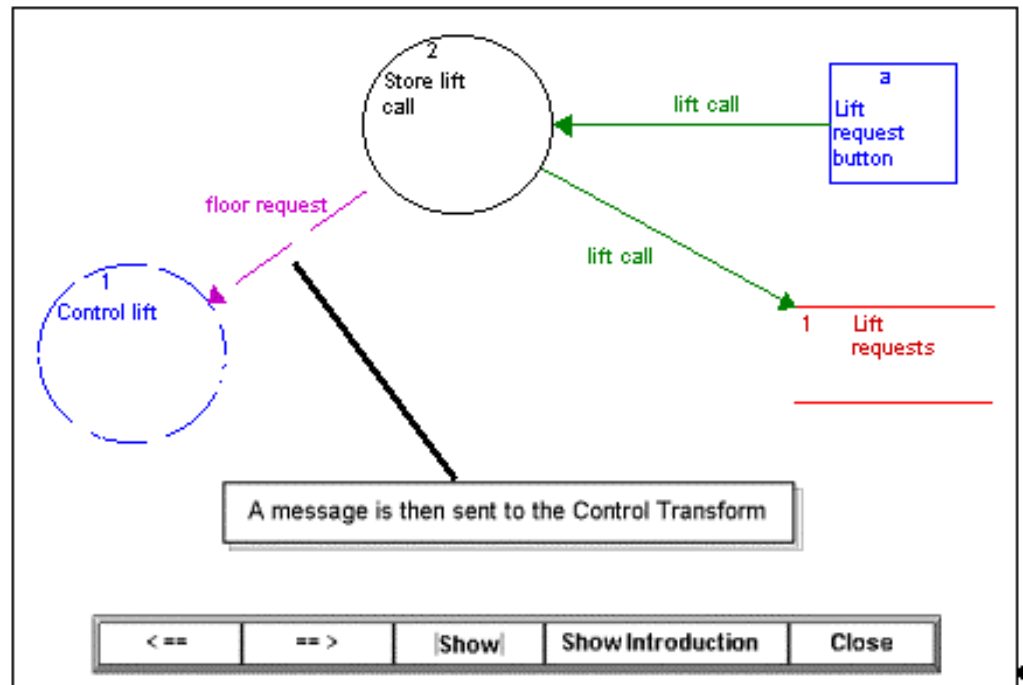 2
Store lift
call
lift call
a
Lift
request
button
floor request
lift call
1
Control lift
1 Lift
requests
A message is then sent to the Control Transform
< ==
== >
|Show|
Show Introduction
Close